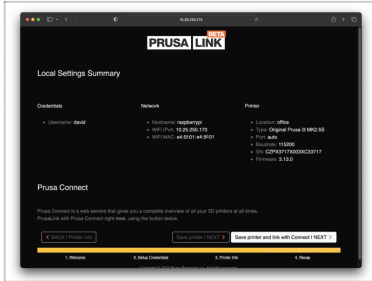 10.25.250.173
PRUSA LINK BETA
Local Settings Summary
Credentials
Network
Printer
Username: david
Hostname: raspberrypi
WiFi IPv4: 10.25.250.173
WiFi MAC: e4:5f:01::e4:5f:01
Location: office
Type: Original Prusa i3 MK2.5S
Port: auto
Baudrate: 115200
SN: CZPX3717X003XC33717
Firmware: 3.13.0
Prusa Connect
Prusa Connect is a web service that gives you a complete overview of all your 3D printers at all times.
PrusaLink with Prusa Connect right now, using the button below.
BACK | Printer info
Save printer | NEXT
Save printer and link with Connect | NEXT
1. Welcome
2. Setup Credentials
3. Printer Info
4. Recap